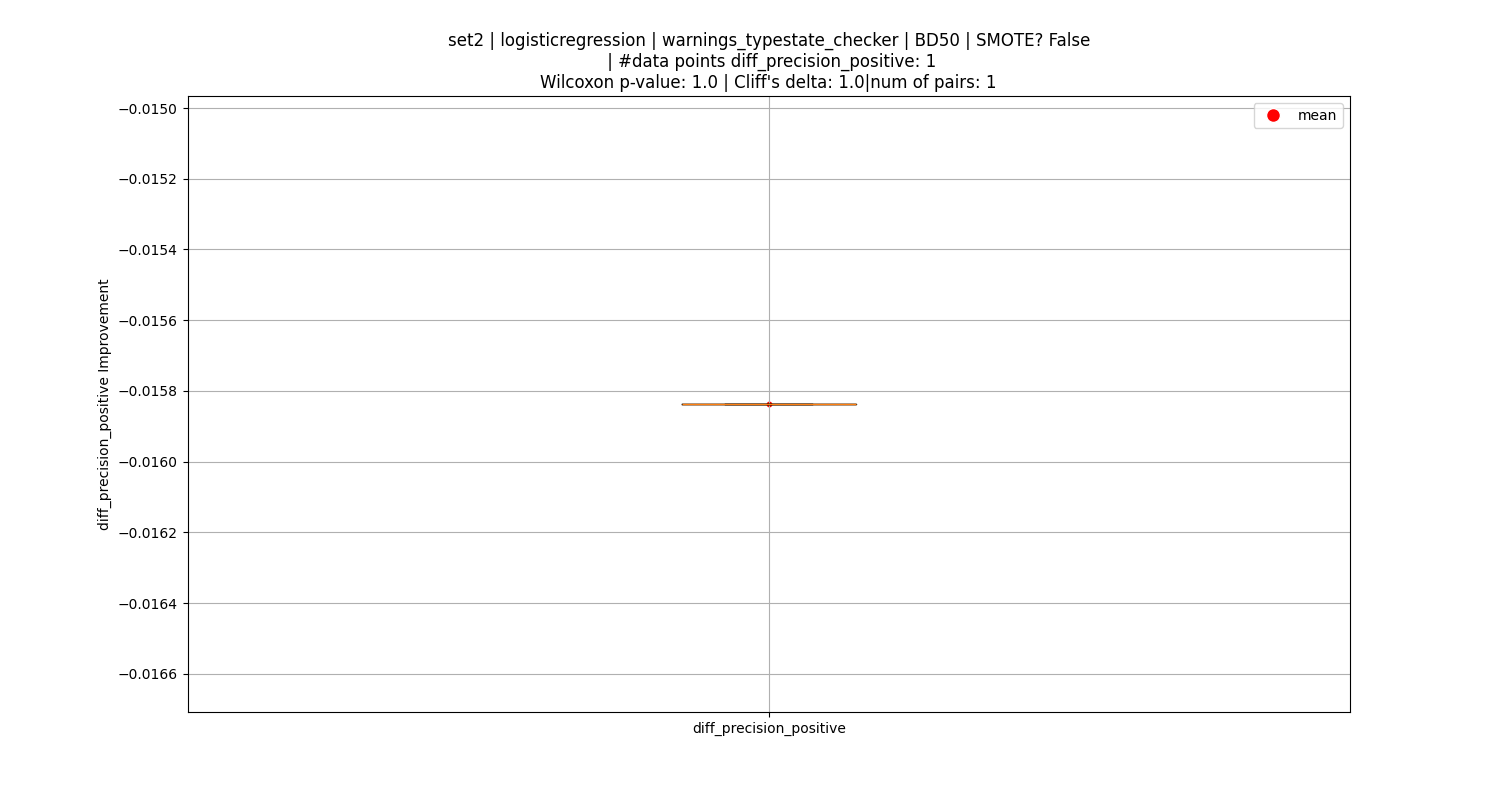 set2 | logisticregression | warnings_typestate_checker | BD50 | SMOTE? False
| #data points diff_precision_positive: 1
Wilcoxon p-value: 1.0 | Cliff's delta: 1.0|num of pairs: 1
mean
−0.0150
−0.0152
−0.0154
−0.0156
−0.0158
−0.0160
−0.0162
−0.0164
−0.0166
diff_precision_positive Improvement
diff_precision_positive